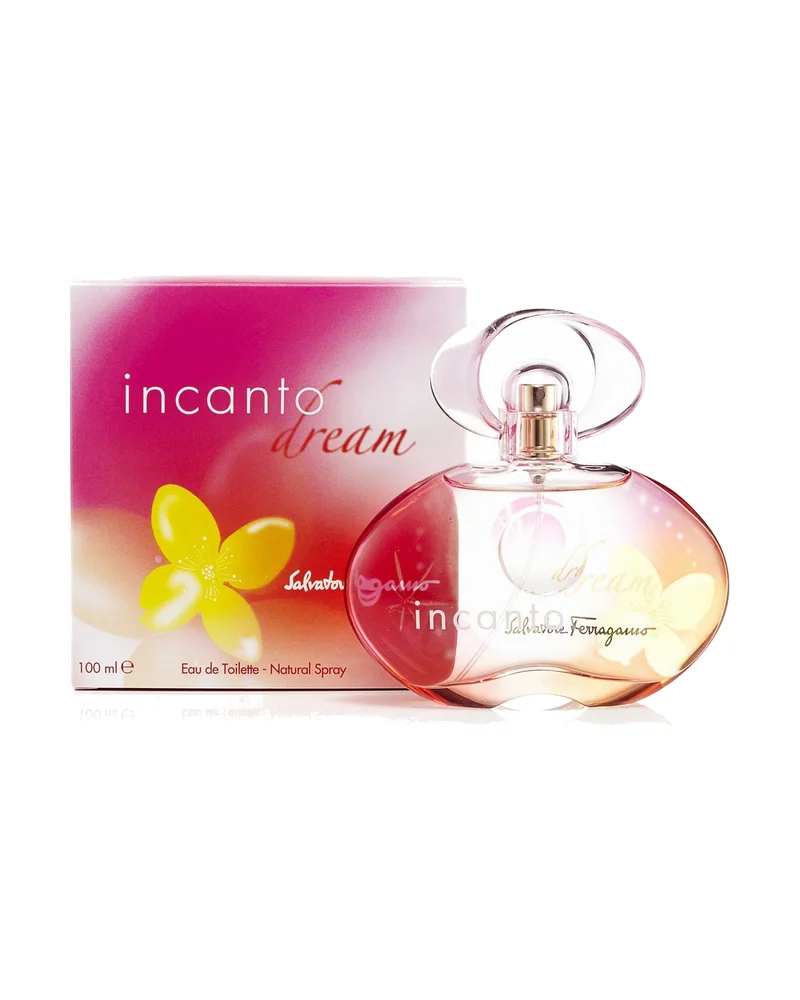 incanto
dream
Salvatore Ferragamo
100 ml e
Eau de Toilette - Natural Spray
dream
incanto
Salvatore Ferragamo